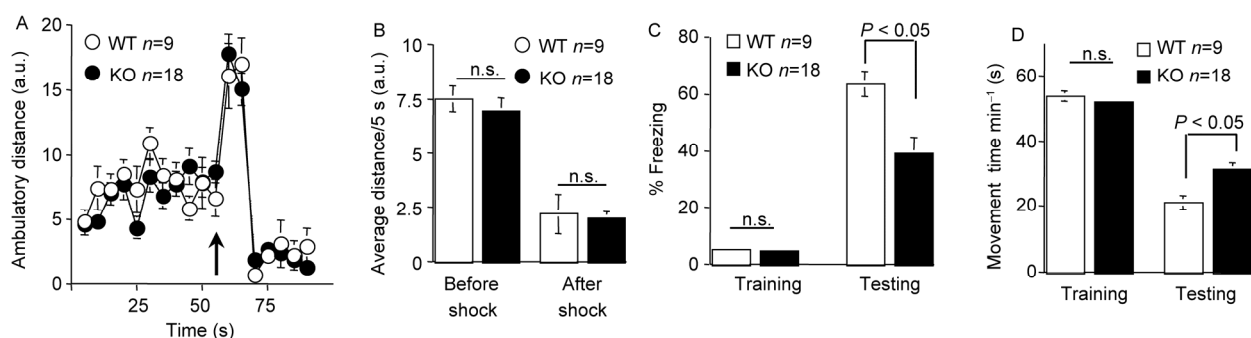 A
20
15
10
5
0
Ambulatory distance (a.u.)
WT n=9
KO n=18
25
50
75
Time (s)
B
WT n=9
KO n=18
n.s.
7.5
5
2.5
0
Average distance/5 s (a.u.)
n.s.
Before
shock
After
shock
C
80
60
40
20
0
% Freezing
WT n=9
KO n=18
P < 0.05
n.s.
Training
Testing
D
60
40
20
0
Movement time min⁻¹ (s)
WT n=9
KO n=18
n.s.
P < 0.05
Training
Testing